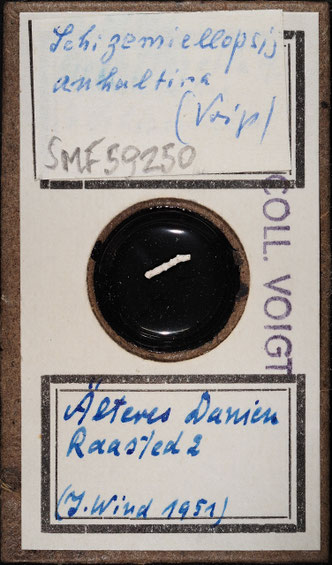 Schizemiellopsis
anhaltina
(Voigt)
SMF 59250
COLL. VOIGT
Älteres Danien
Raasted 2
(J. Wind 1951)